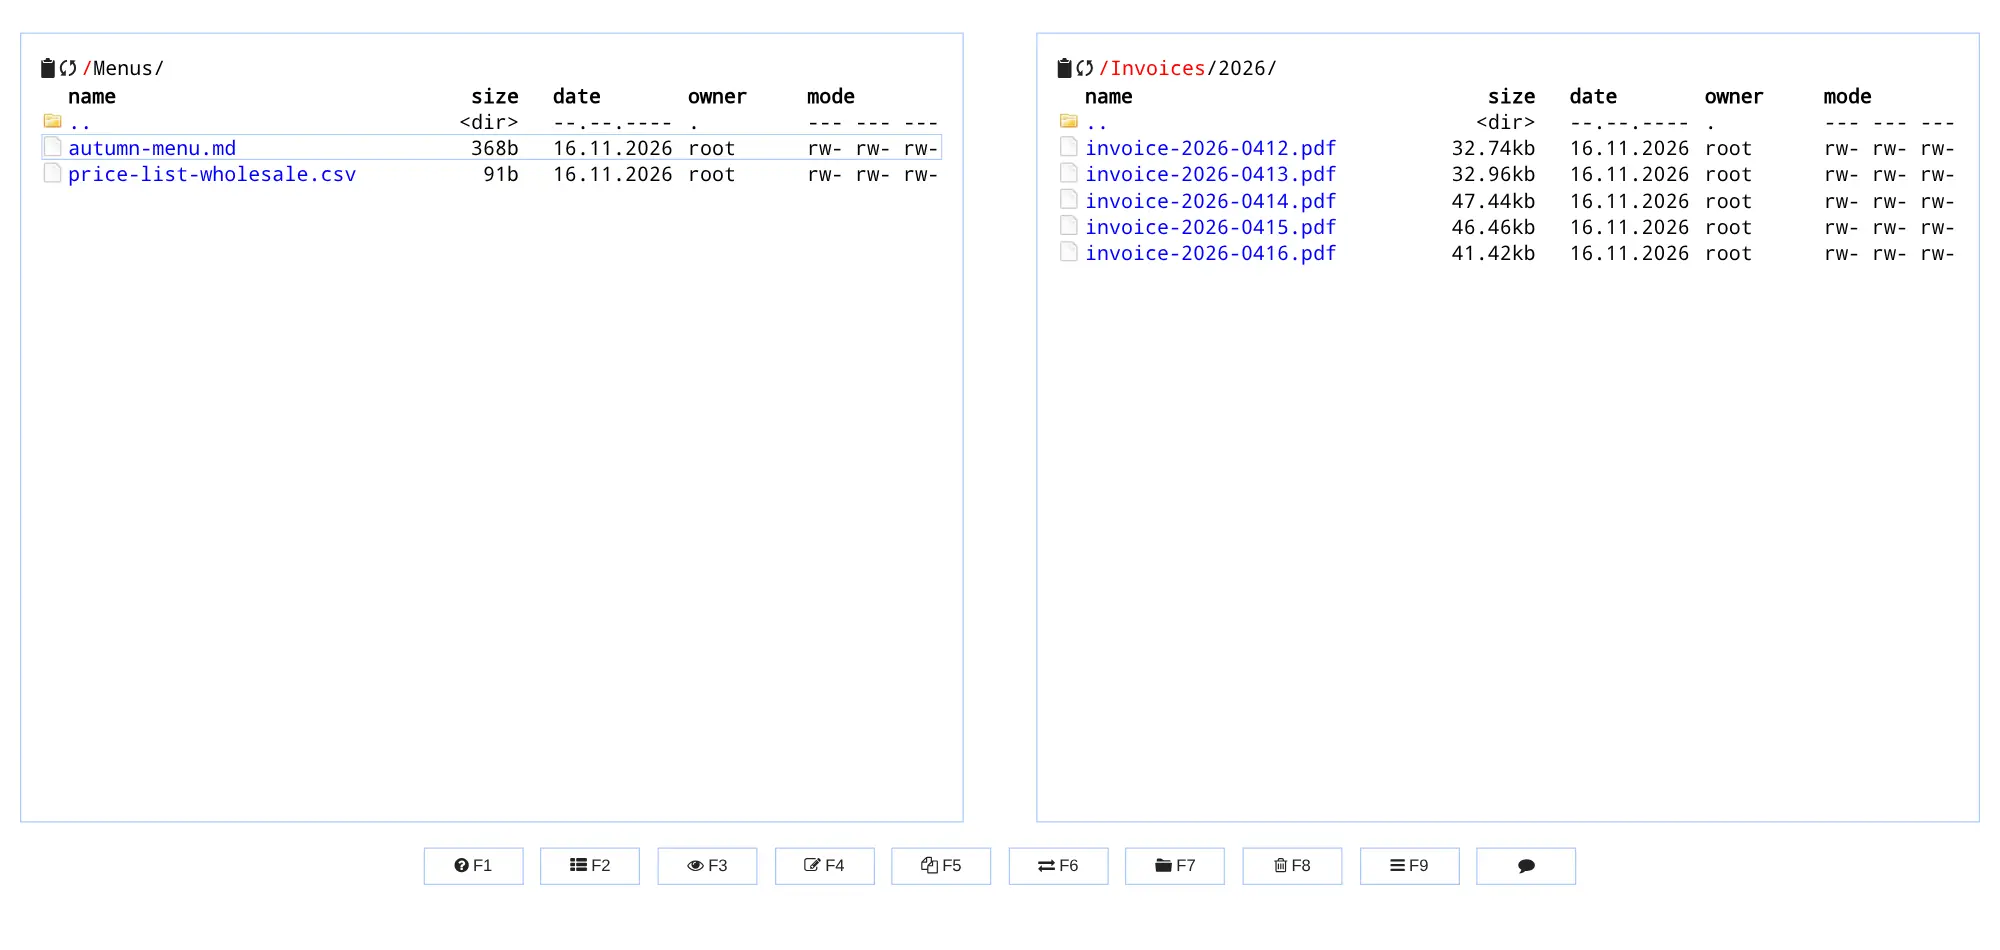 /Menus/
name size date owner mode
.. <dir> --.--.---- . --- --- ---
autumn-menu.md 368b 16.11.2026 root rw- rw- rw-
price-list-wholesale.csv 91b 16.11.2026 root rw- rw- rw-
/Invoices/2026/
name size date owner mode
.. <dir> --.--.---- . --- --- ---
invoice-2026-0412.pdf 32.74kb 16.11.2026 root rw- rw- rw-
invoice-2026-0413.pdf 32.96kb 16.11.2026 root rw- rw- rw-
invoice-2026-0414.pdf 47.44kb 16.11.2026 root rw- rw- rw-
invoice-2026-0415.pdf 46.46kb 16.11.2026 root rw- rw- rw-
invoice-2026-0416.pdf 41.42kb 16.11.2026 root rw- rw- rw-
F1 F2 F3 F4 F5 F6 F7 F8 F9